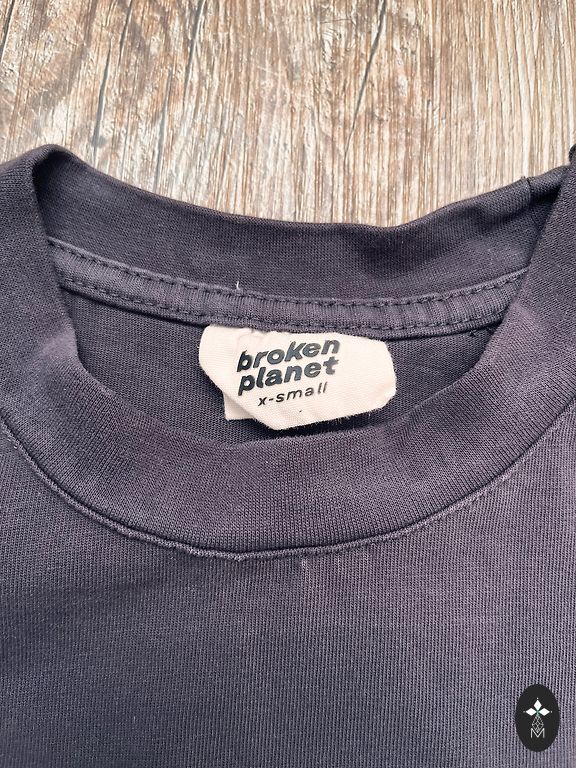 broken
planet
x-small
M